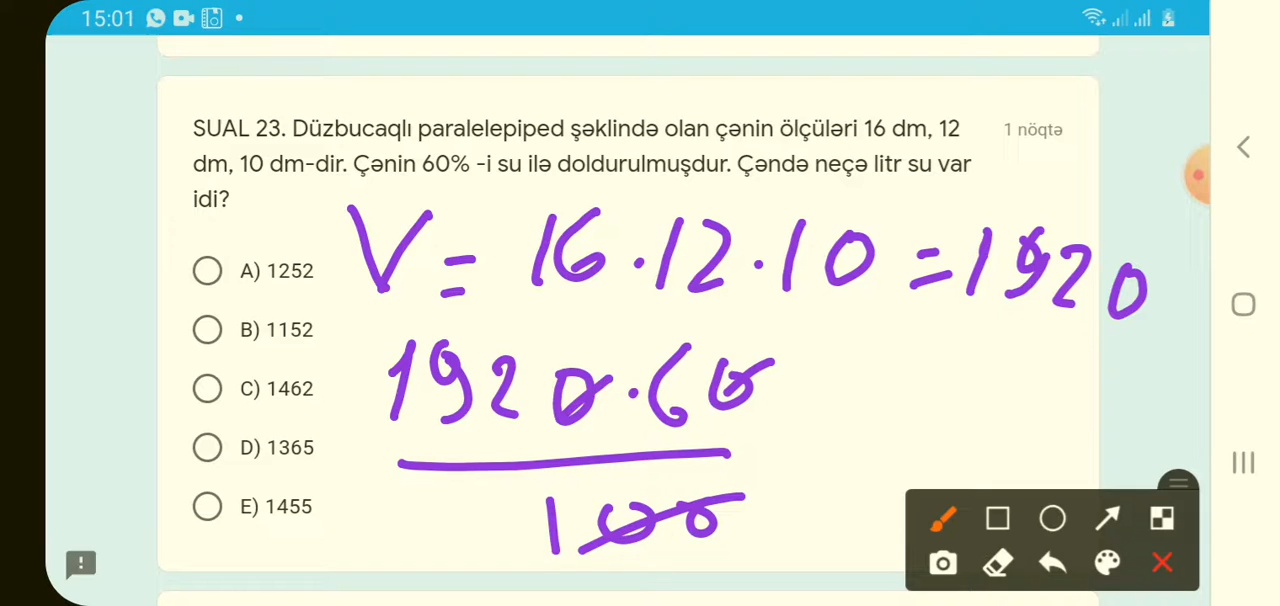 15:01
SUAL 23. Düzbucaqlı paralelepiped şəklində olan çənin ölçüləri 16 dm, 12
dm, 10 dm-dir. Çənin 60% -i su ilə doldurulmuşdur. Çəndə neçə litr su var
idi?
1 nöqtə
V = 16 · 12 · 10 = 1920
A) 1252
B) 1152
1920 · 60
C) 1462
D) 1365
100
E) 1455